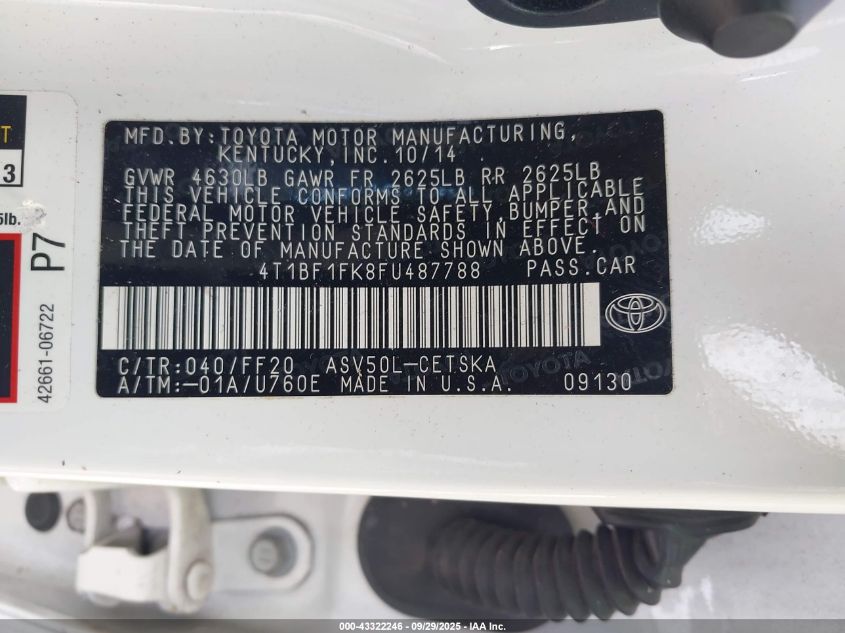 T
3
5lb.
P7
42661-06722
MFD. BY: TOYOTA MOTOR MANUFACTURING,
KENTUCKY, INC. 10/14
GVWR 4630LB GAWR FR 2625LB RR 2625LB
THIS VEHICLE CONFORMS TO ALL APPLICABLE
FEDERAL MOTOR VEHICLE SAFETY, BUMPER, AND
THEFT PREVENTION STANDARDS IN EFFECT ON
THE DATE OF MANUFACTURE SHOWN ABOVE.
4T1BF1FK8FU487788 PASS. CAR
C/TR: 040/FF20 ASV50L-CETSKA
A/TM: -01A/U760E MADE IN U.S.A. 09130
000-43322246 - 09/29/2025 - IAA Inc.